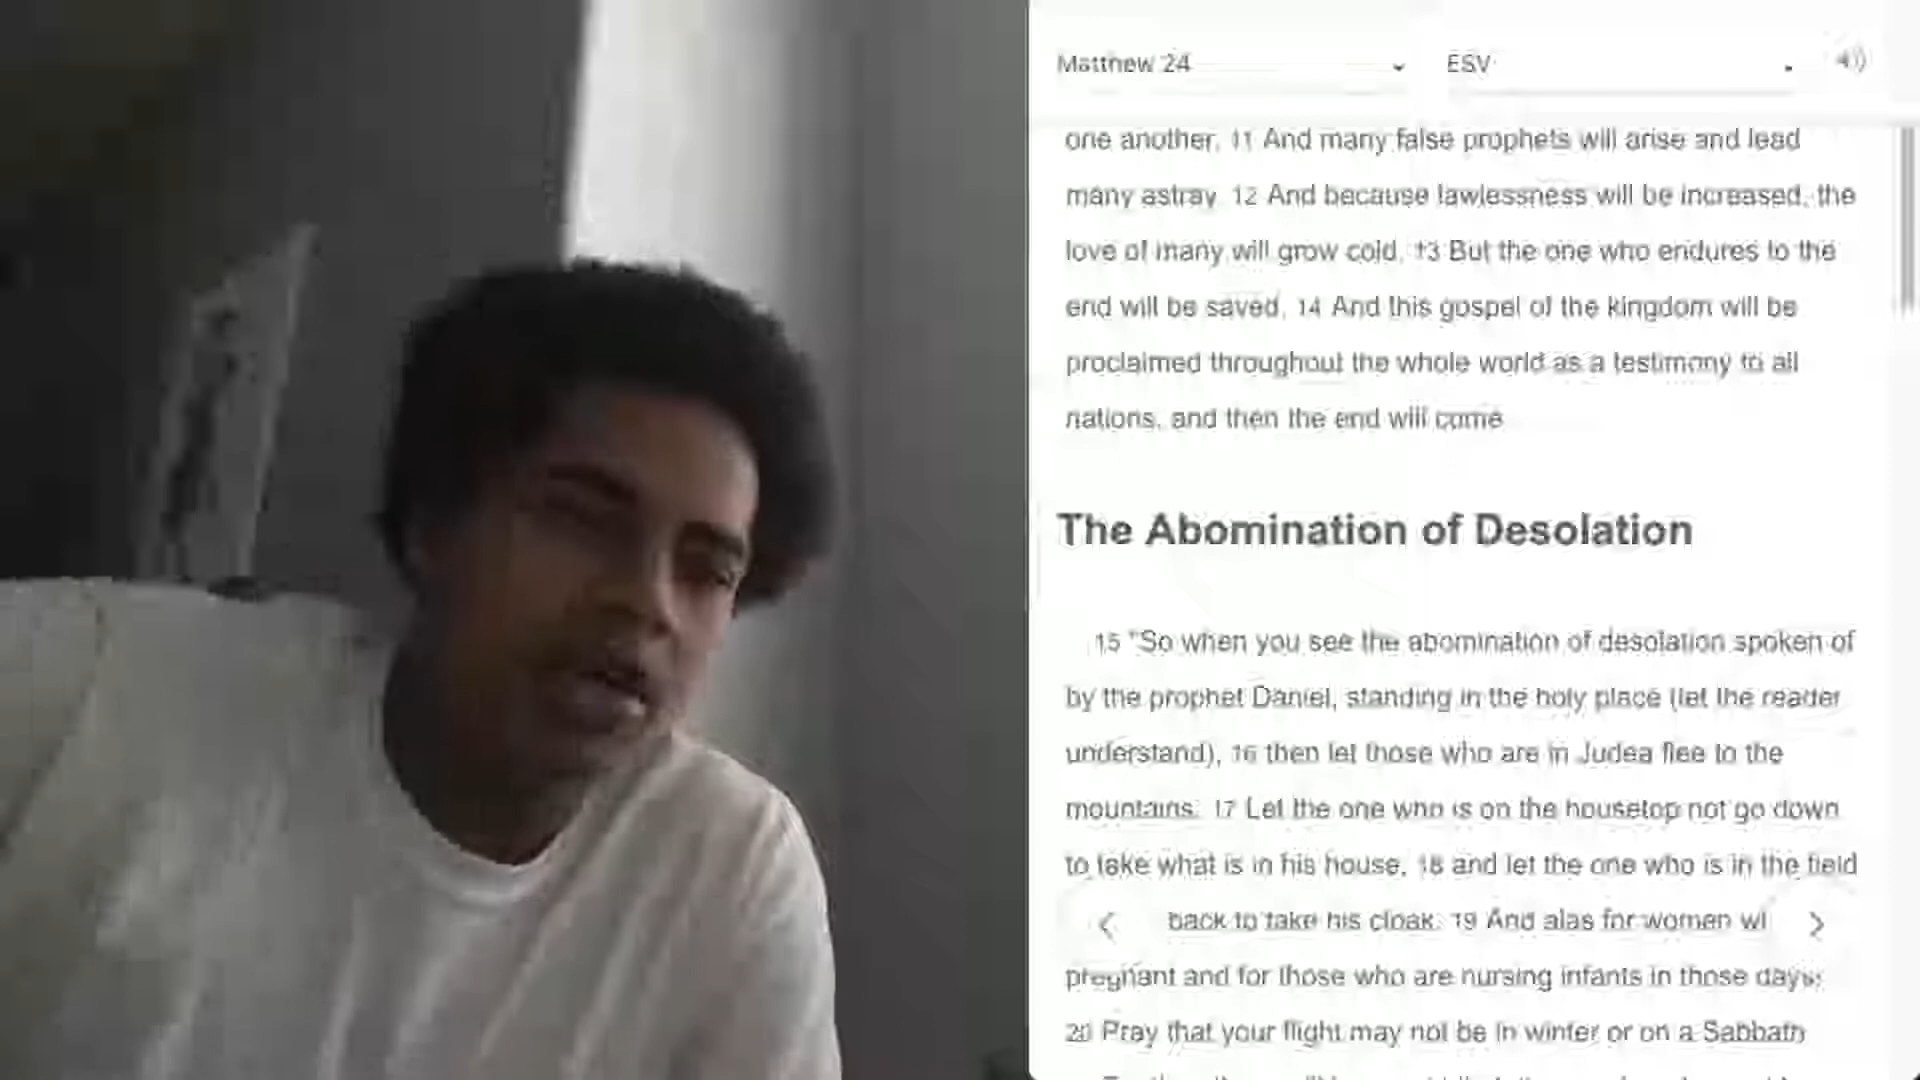 Matthew 24
ESV
one another. 11 And many false prophets will arise and lead
many astray. 12 And because lawlessness will be increased, the
love of many will grow cold. 13 But the one who endures to the
end will be saved. 14 And this gospel of the kingdom will be
proclaimed throughout the whole world as a testimony to all
nations, and then the end will come
The Abomination of Desolation
15 "So when you see the abomination of desolation spoken of
by the prophet Daniel, standing in the holy place (let the reader
understand), 16 then let those who are in Judea flee to the
mountains. 17 Let the one who is on the housetop not go down
to take what is in his house, 18 and let the one who is in the field
back to take his cloak. 19 And alas for women
pregnant and for those who are nursing infants in those days!
20 Pray that your flight may not be in winter or on a Sabbath